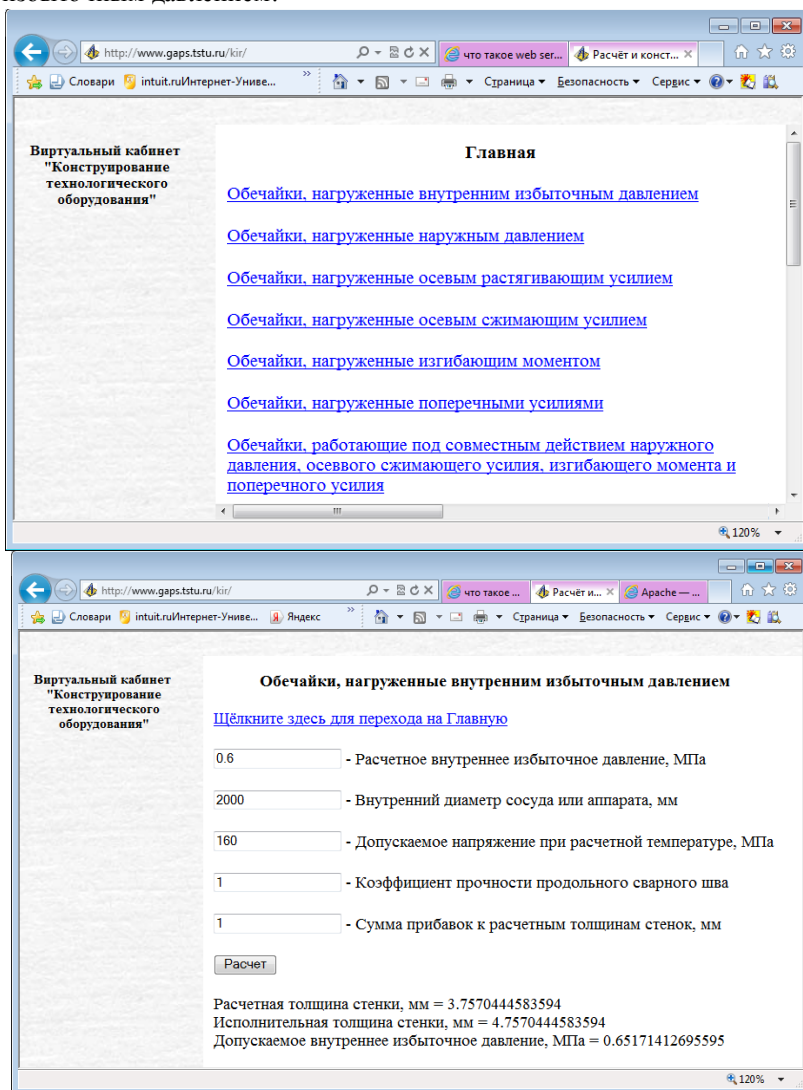 избыточным давлением.
http://www.gaps.tstu.ru/kir/
что такое web ser...
Расчёт и конст...
Словари
intuit.ruИнтернет-Униве...
Страница
Безопасность
Сервис
Виртуальный кабинет
"Конструирование
технологического
оборудования"
Главная
Обечайки, нагруженные внутренним избыточным давлением
Обечайки, нагруженные наружным давлением
Обечайки, нагруженные осевым растягивающим усилием
Обечайки, нагруженные осевым сжимающим усилием
Обечайки, нагруженные изгибающим моментом
Обечайки, нагруженные поперечными усилиями
Обечайки, работающие под совместным действием наружного
давления, осеввого сжимающего усилия, изгибающего момента и
поперечного усилия
120%
http://www.gaps.tstu.ru/kir/
что такое ...
Расчёт и...
Apache — ...
Словари
intuit.ruИнтернет-Униве...
Яндекс
Страница
Безопасность
Сервис
Виртуальный кабинет
"Конструирование
технологического
оборудования"
Обечайки, нагруженные внутренним избыточным давлением
Щёлкните здесь для перехода на Главную
0.6 - Расчетное внутреннее избыточное давление, МПа
2000 - Внутренний диаметр сосуда или аппарата, мм
160 - Допускаемое напряжение при расчетной температуре, МПа
1 - Коэффициент прочности продольного сварного шва
1 - Сумма прибавок к расчетным толщинам стенок, мм
Расчет
Расчетная толщина стенки, мм = 3.7570444583594
Исполнительная толщина стенки, мм = 4.7570444583594
Допускаемое внутреннее избыточное давление, МПа = 0.65171412695595
120%